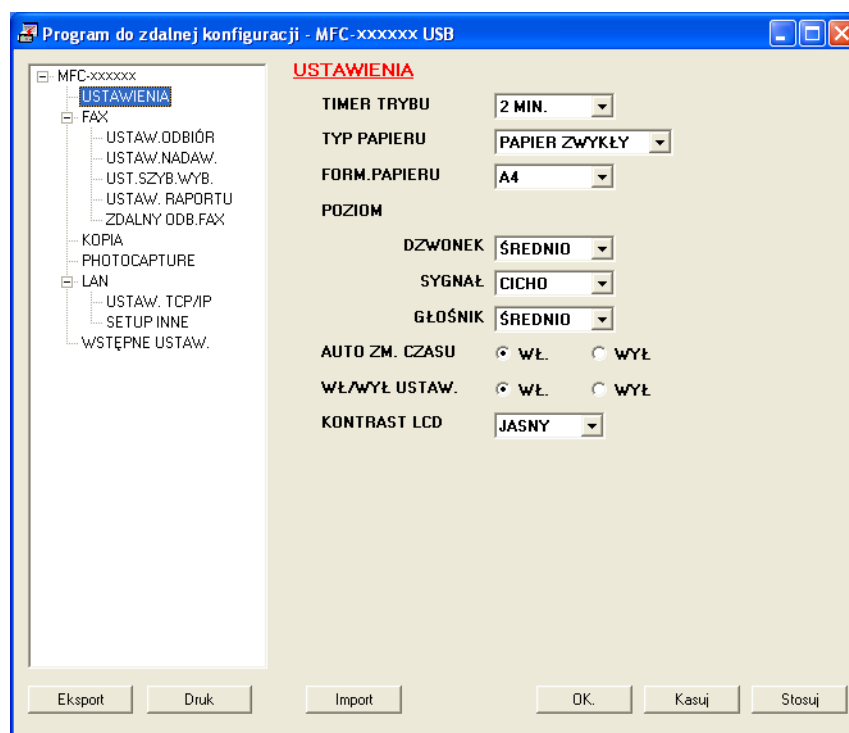 Program do zdalnej konfiguracji - MFC-xxxxxx USB
MFC-xxxxxx
USTAWIENIA
FAX
USTAW.ODBIÓR
USTAW.NADAW.
UST.SZYB.WYB.
USTAW. RAPORTU
ZDALNY ODB.FAX
KOPIA
PHOTOCAPTURE
LAN
USTAW. TCP/IP
SETUP INNE
WSTĘPNE USTAW.
USTAWIENIA
TIMER TRYBU 2 MIN.
TYP PAPIERU PAPIER ZWYKŁY
FORM.PAPIERU A4
POZIOM
DZWONEK ŚREDNIO
SYGNAŁ CICHO
GŁOŚNIK ŚREDNIO
AUTO ZM. CZASU WŁ. WYŁ
WŁ/WYŁ USTAW. WŁ. WYŁ
KONTRAST LCD JASNY
Eksport Druk Import OK. Kasuj Stosuj